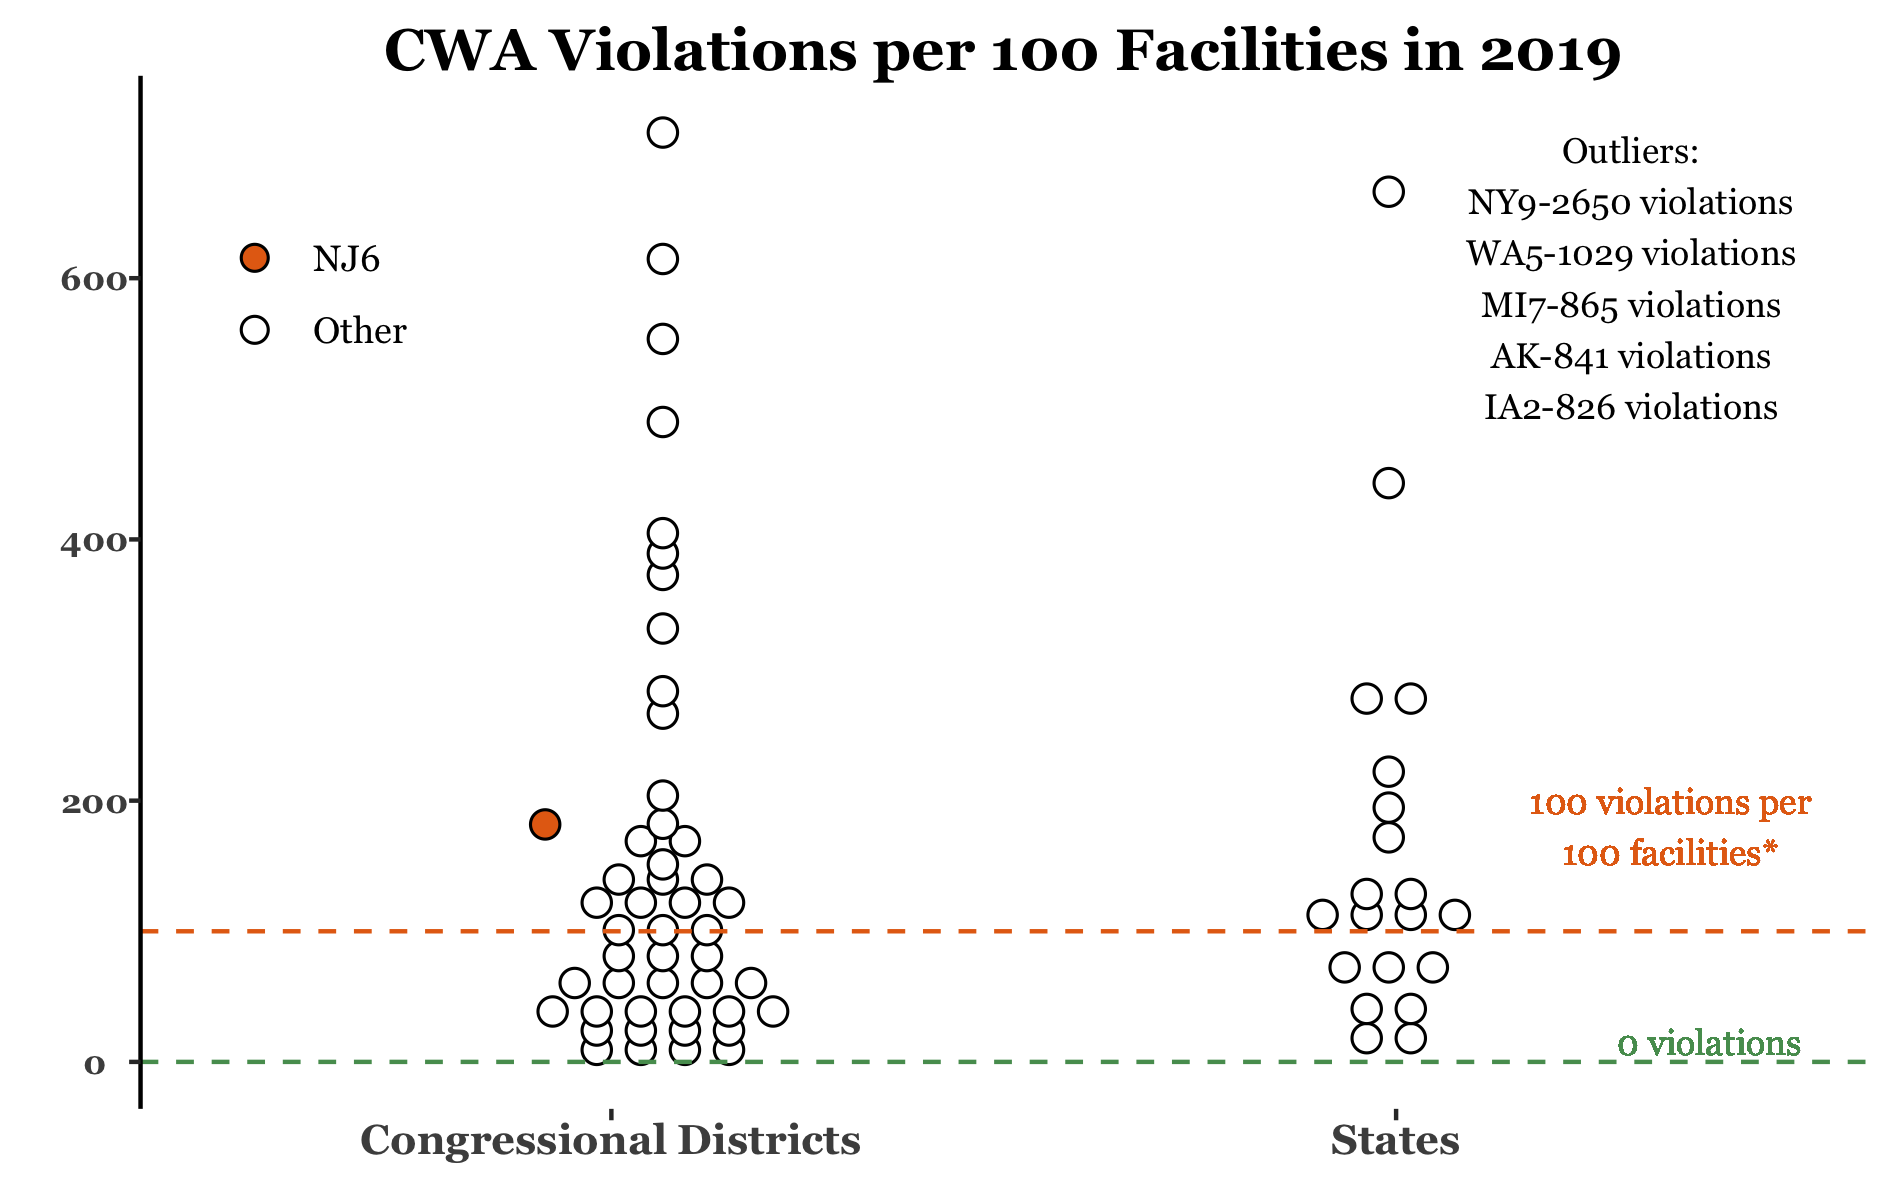 CWA Violations per 100 Facilities in 2019
Outliers:
NY9-2650 violations
WA5-1029 violations
MI7-865 violations
AK-841 violations
IA2-826 violations
NJ6
Other
600
400
200
0
100 violations per
100 facilities*
0 violations
Congressional Districts
States